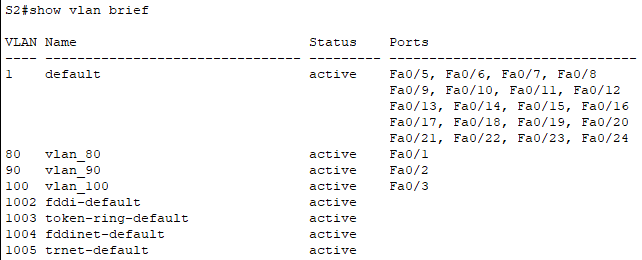 S2#show vlan brief
VLAN Name                             Status    Ports
---- -------------------------------- --------- -------------------------------
1    default                          active    Fa0/5, Fa0/6, Fa0/7, Fa0/8
                                                Fa0/9, Fa0/10, Fa0/11, Fa0/12
                                                Fa0/13, Fa0/14, Fa0/15, Fa0/16
                                                Fa0/17, Fa0/18, Fa0/19, Fa0/20
                                                Fa0/21, Fa0/22, Fa0/23, Fa0/24
80   vlan_80                          active    Fa0/1
90   vlan_90                          active    Fa0/2
100  vlan_100                         active    Fa0/3
1002 fddi-default                     active
1003 token-ring-default               active
1004 fddinet-default                  active
1005 trnet-default                    active